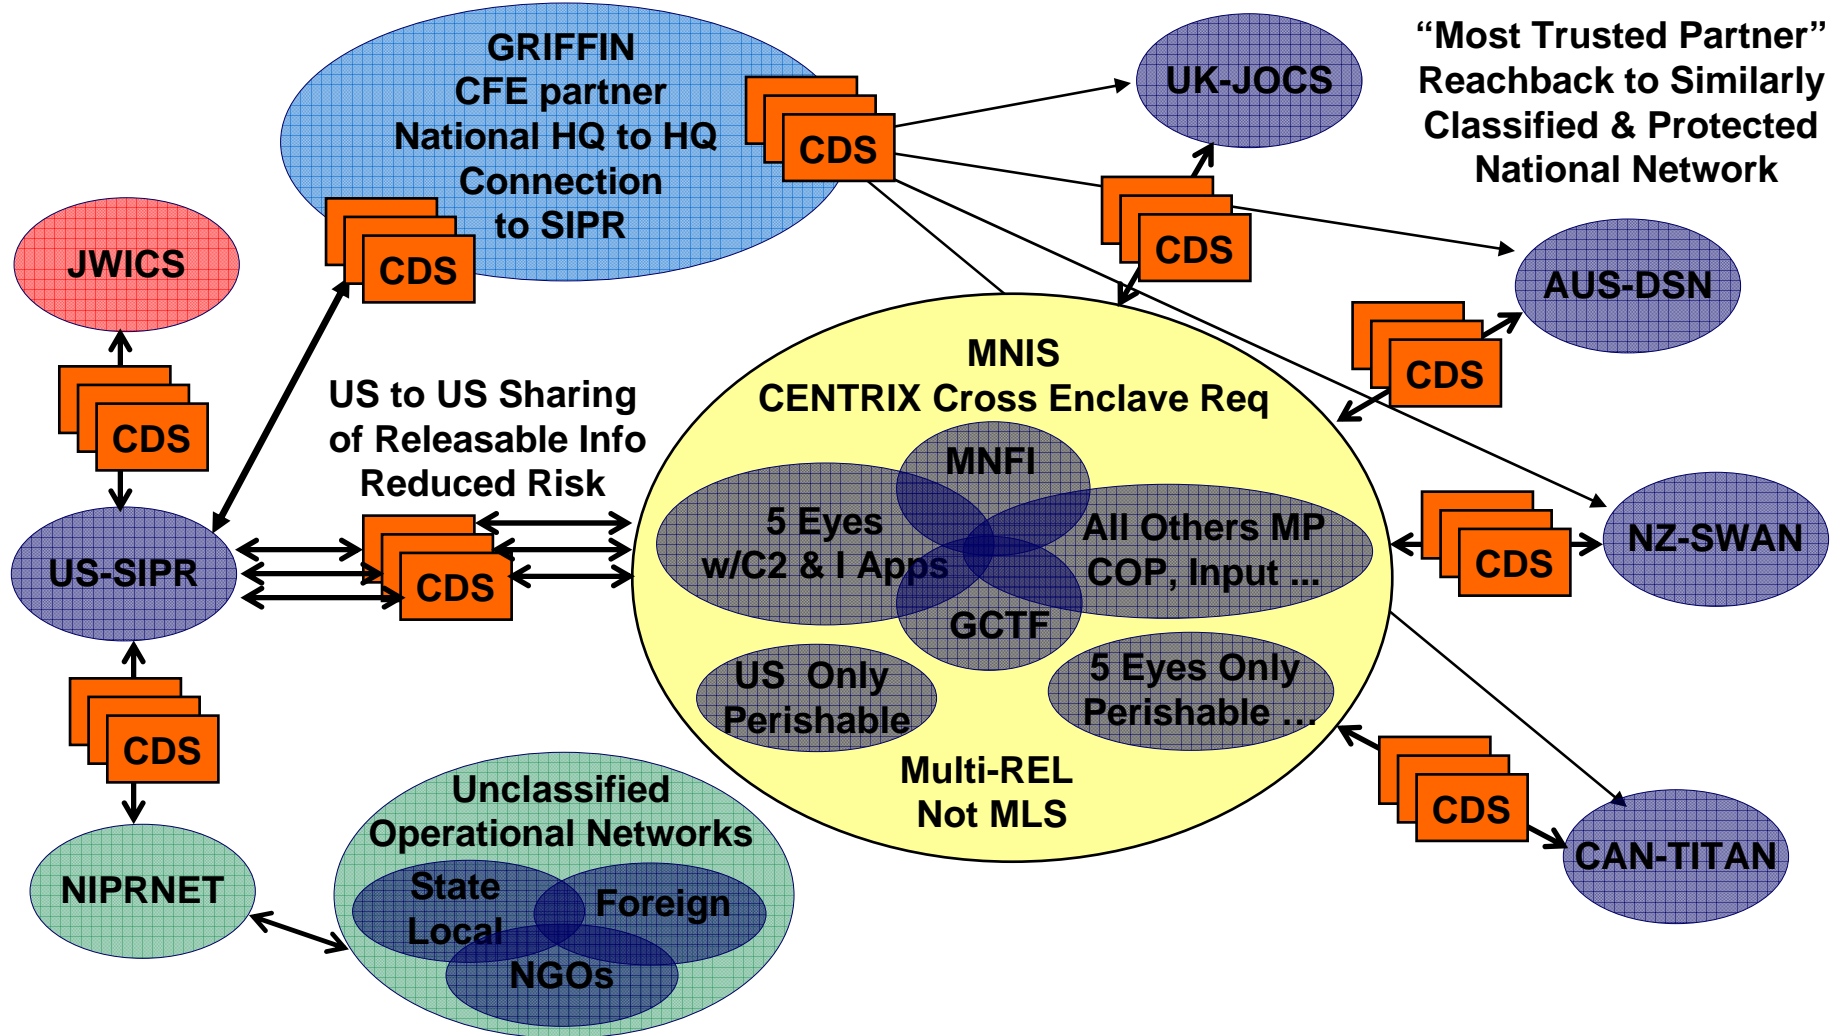 GRIFFIN
CFE partner
National HQ to HQ
Connection
to SIPR
CDS
CDS
UK-JOCS
“Most Trusted Partner”
Reachback to Similarly
Classified & Protected
National Network
CDS
AUS-DSN
CDS
JWICS
CDS
US to US Sharing
of Releasable Info
Reduced Risk
US-SIPR
CDS
MNIS
CENTRIX Cross Enclave Req
MNFI
5 Eyes
w/C2 & I Apps
All Others MP
COP, Input ...
GCTF
US Only
Perishable
5 Eyes Only
Perishable …
Multi-REL
Not MLS
CDS
NZ-SWAN
CDS
CAN-TITAN
CDS
NIPRNET
Unclassified
Operational Networks
State
Local
Foreign
NGOs